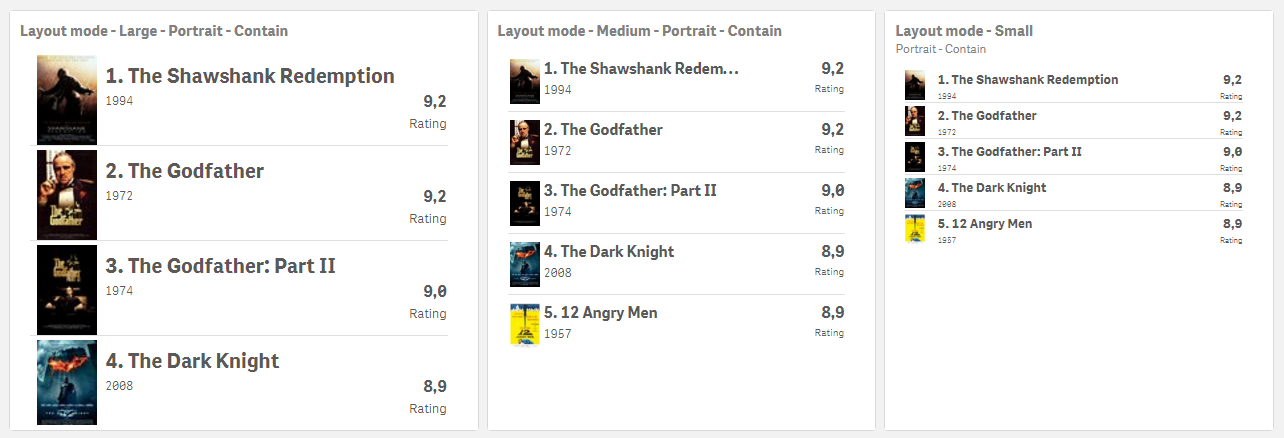 Layout mode - Large - Portrait - Contain
1. The Shawshank Redemption
1994
9,2
Rating
2. The Godfather
1972
9,2
Rating
3. The Godfather: Part II
1974
9,0
Rating
4. The Dark Knight
2008
8,9
Rating
Layout mode - Medium - Portrait - Contain
1. The Shawshank Redem...
9,2
1994
Rating
2. The Godfather
9,2
1972
Rating
3. The Godfather: Part II
9,0
1974
Rating
4. The Dark Knight
8,9
2008
Rating
5. 12 Angry Men
8,9
1957
Rating
Layout mode - Small
Portrait - Contain
1. The Shawshank Redemption
9,2
1994
Rating
2. The Godfather
9,2
1972
Rating
3. The Godfather: Part II
9,0
1974
Rating
4. The Dark Knight
8,9
2008
Rating
5. 12 Angry Men
8,9
1957
Rating